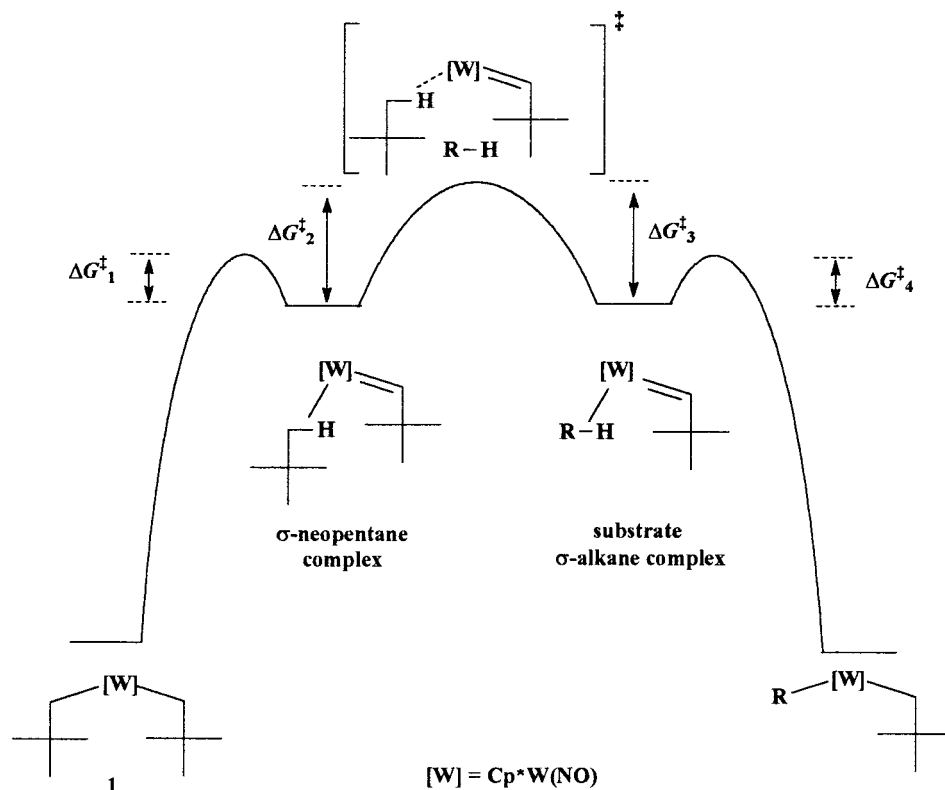 ‡
[W]
H
R–H
ΔG‡1
ΔG‡2
ΔG‡3
ΔG‡4
[W]
H
[W]
R–H
σ-neopentane
complex
substrate
σ-alkane complex
[W]
R
[W]
1
[W] = Cp*W(NO)